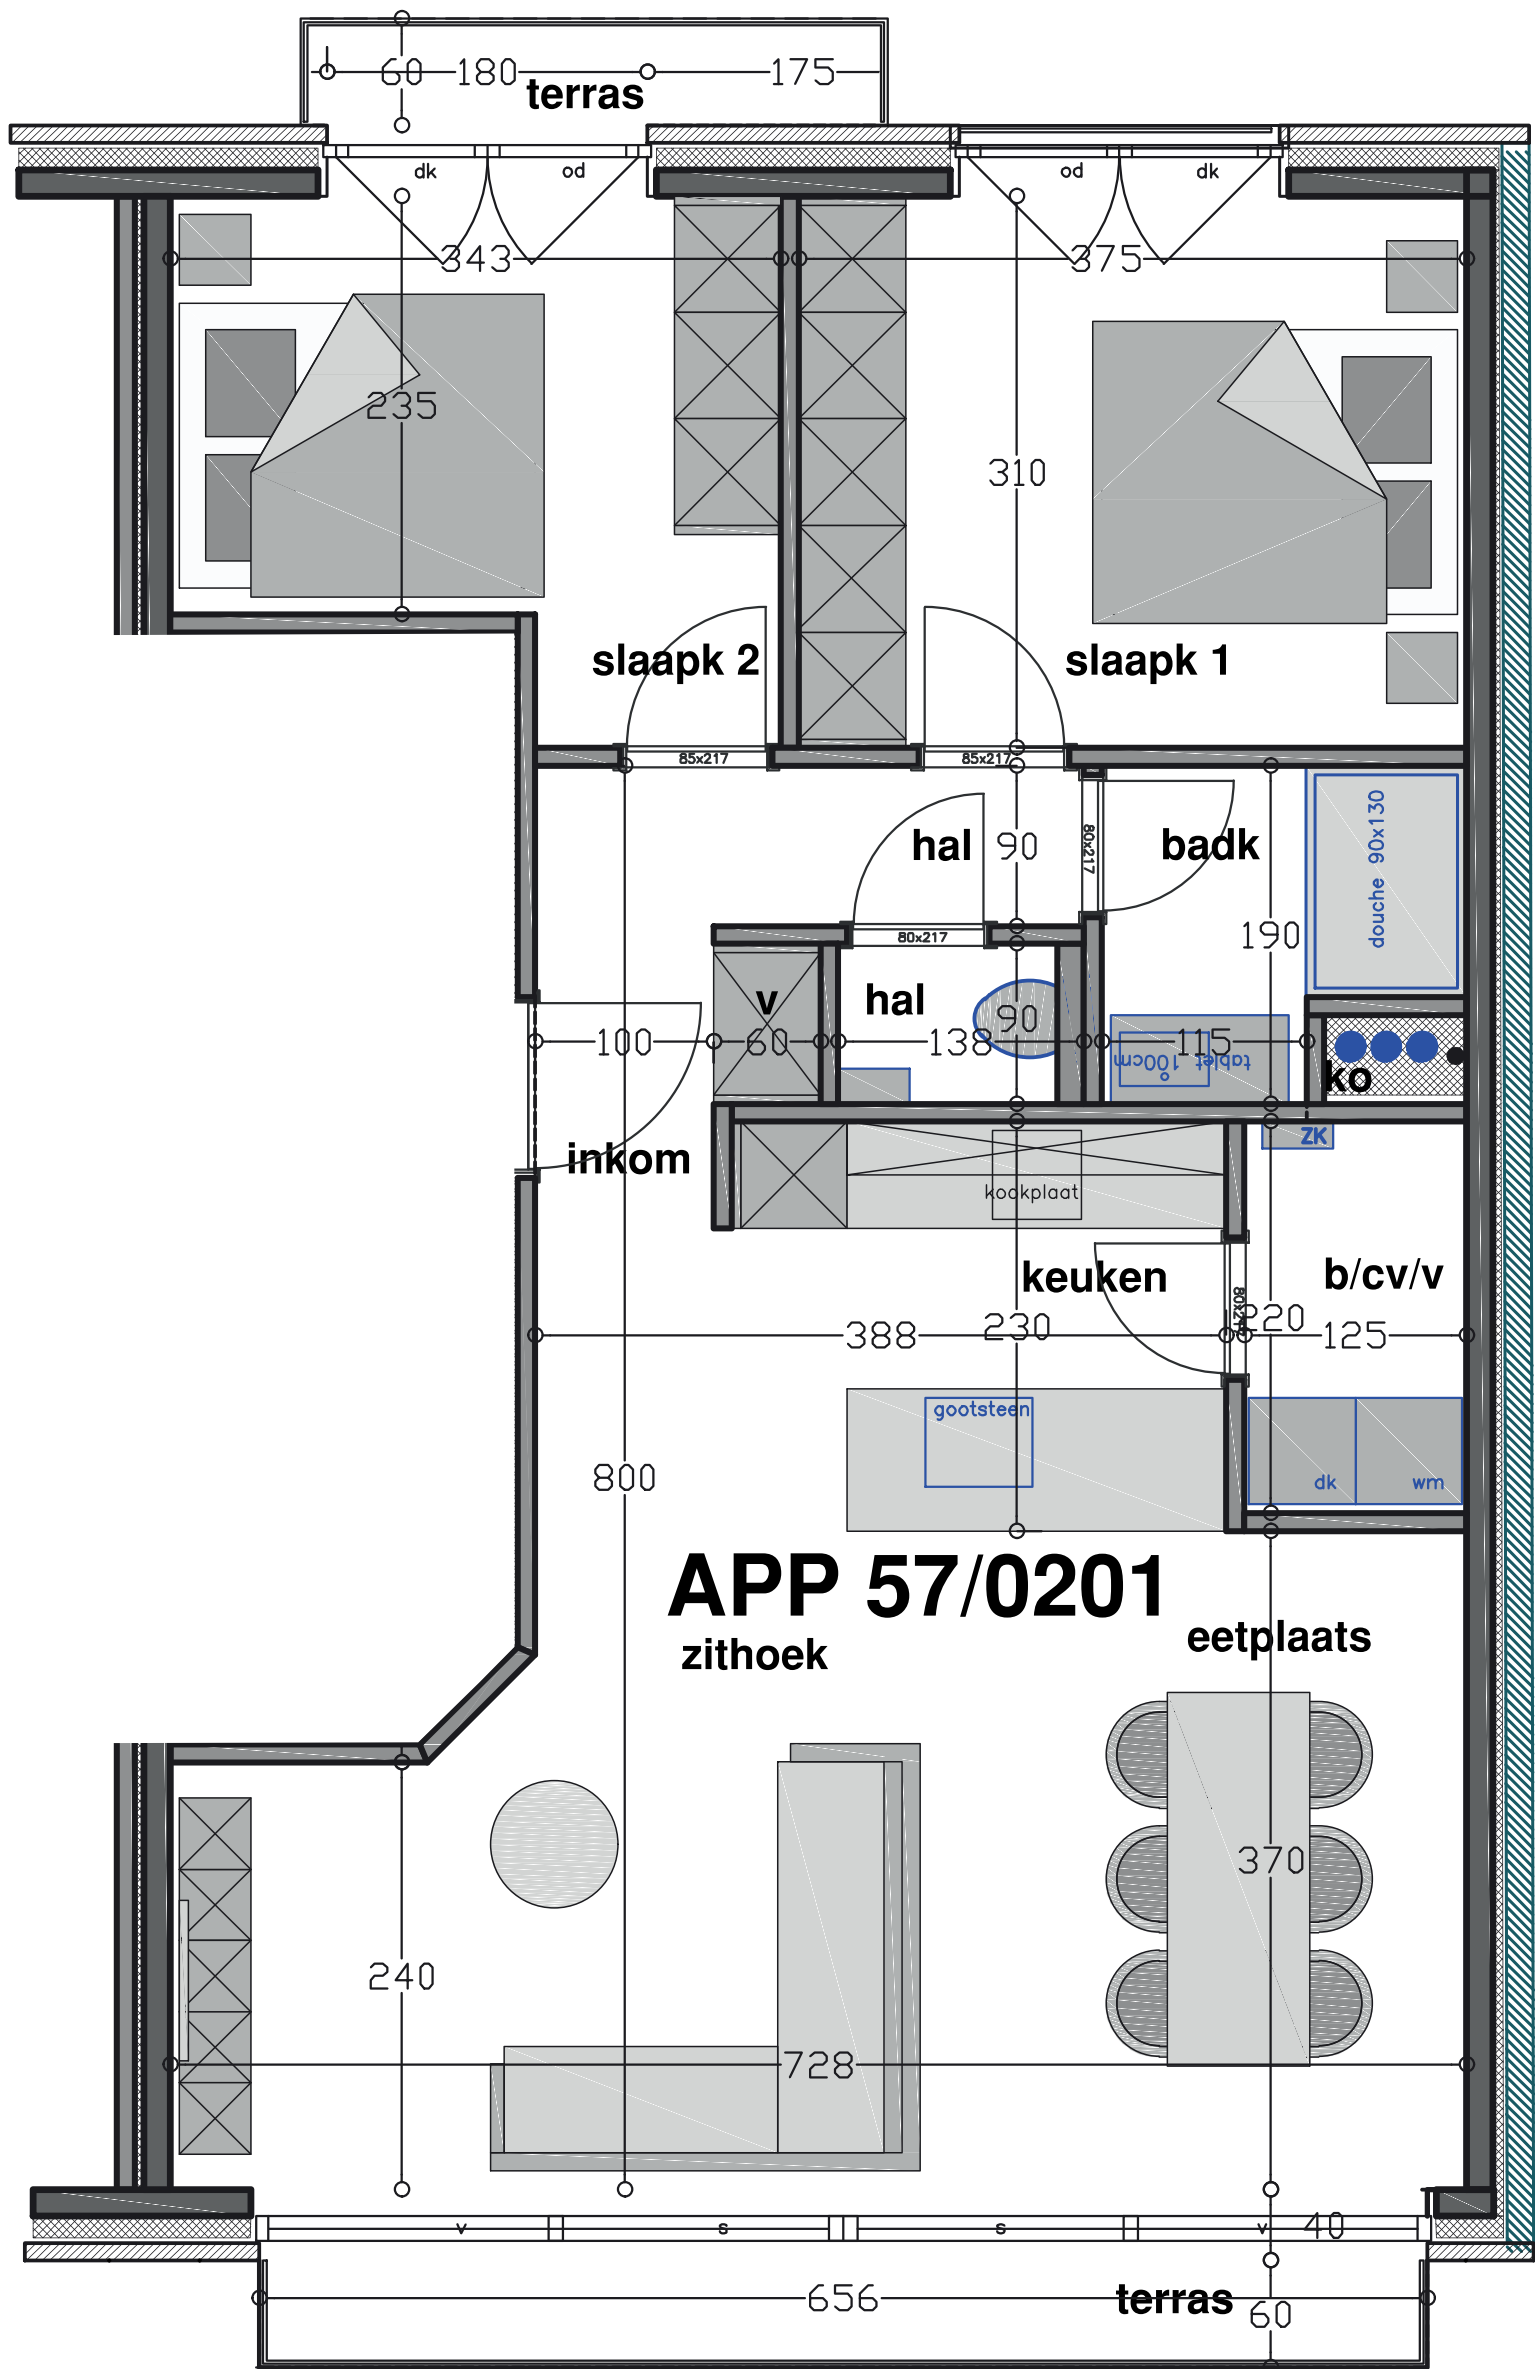 60 180 175
terras
dk od od dk
343 375
235
310
slaapk 2 slaapk 1
85x217 85x217
hal 90 badk
80x217
douche 90x130
80x217
190
v hal 90
100 60 138 115
tablet 100cm
ko
inkom
ZK
kookplaat
keuken b/cv/v
80x217
388 230 220 125
gootsteen
800 dk wm
APP 57/0201
zithoek eetplaats
370
240
728
v s s v 40
656 terras 60